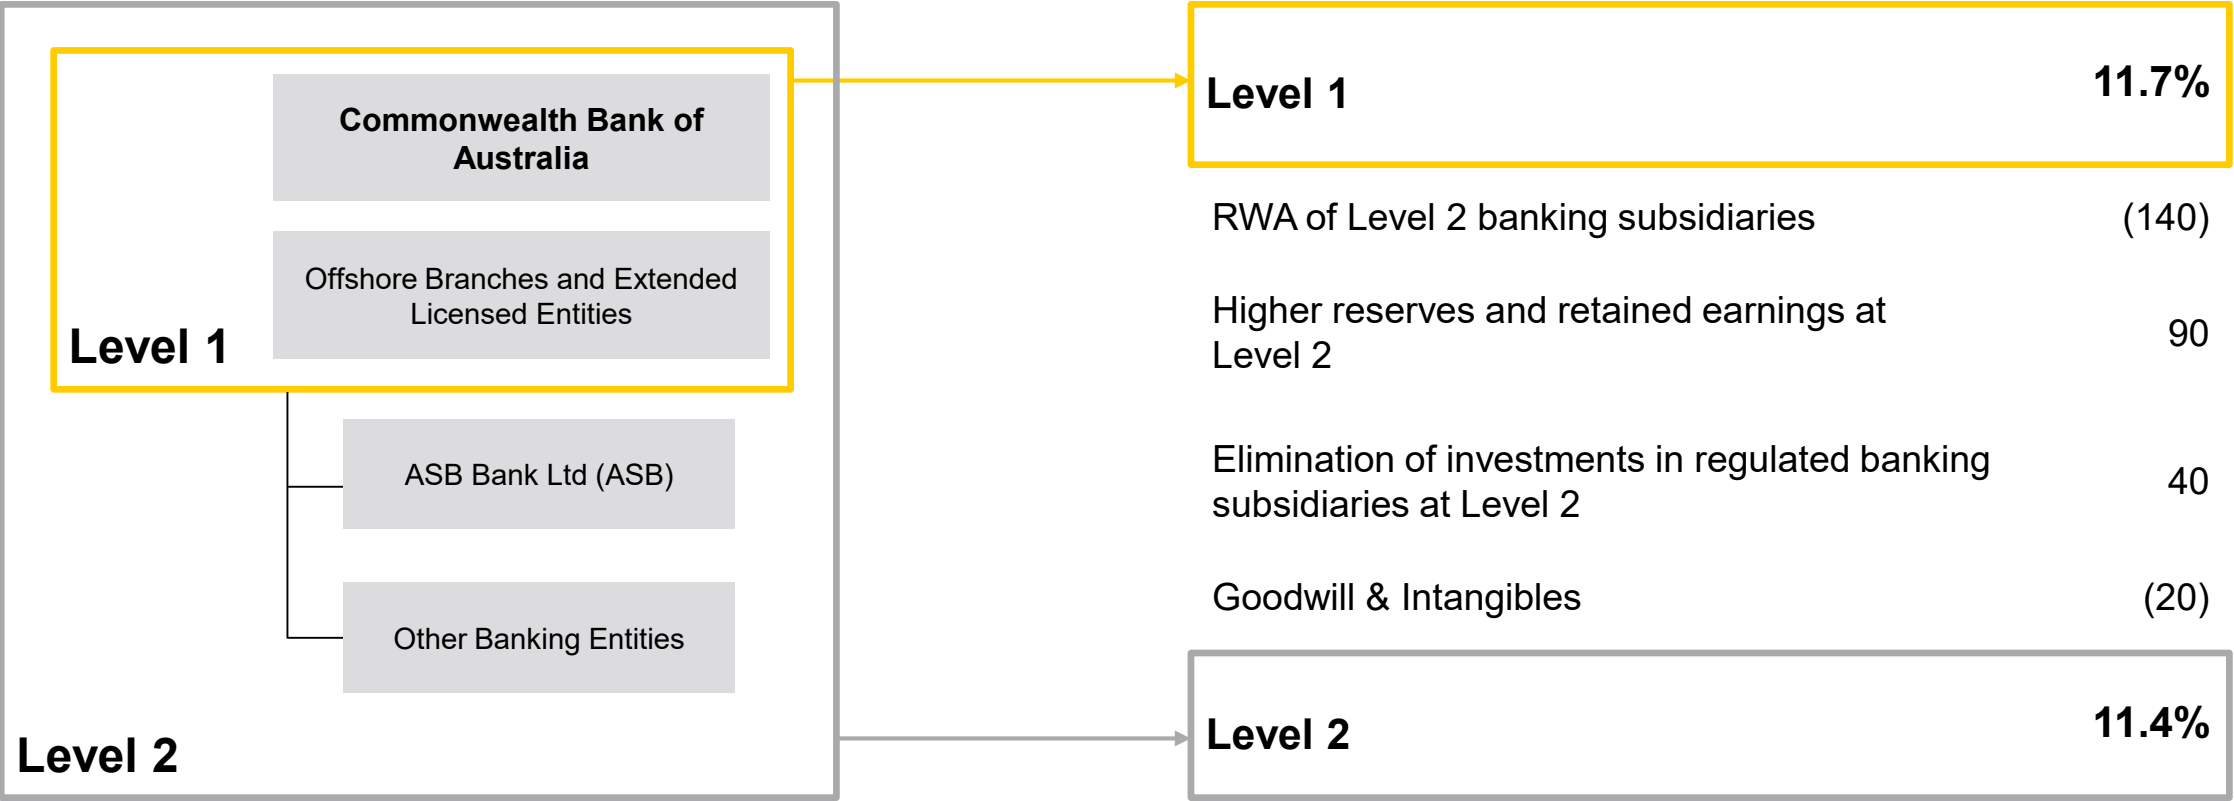 Commonwealth Bank of
Australia
Offshore Branches and Extended
Licensed Entities
Level 1
ASB Bank Ltd (ASB)
Other Banking Entities
Level 2
Level 1 11.7%
RWA of Level 2 banking subsidiaries (140)
Higher reserves and retained earnings at
Level 2 90
Elimination of investments in regulated banking
subsidiaries at Level 2 40
Goodwill & Intangibles (20)
Level 2 11.4%